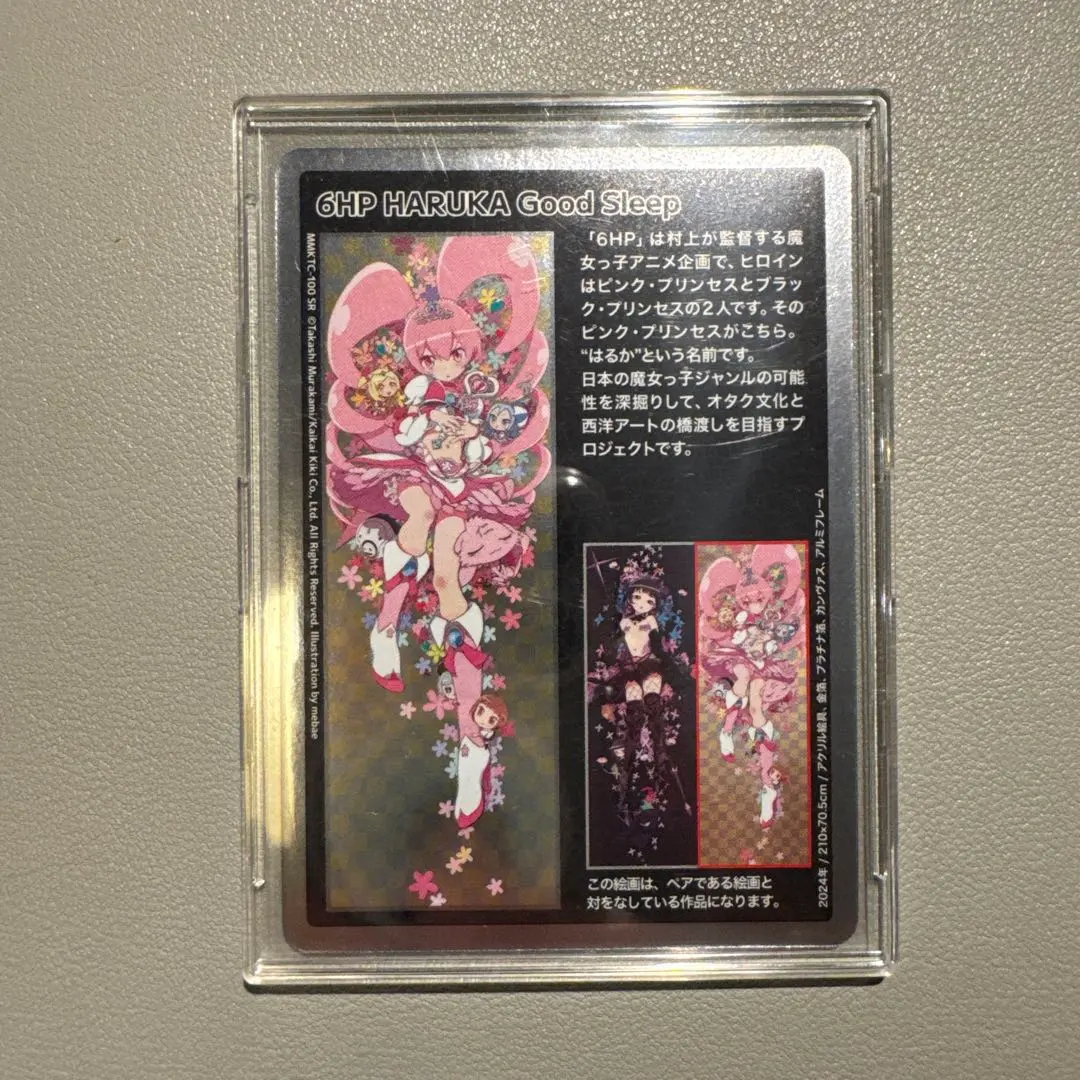 6HP HARUKA Good Sleep
MMKTC-100 SR ©Takashi Murakami/Kaikai Kiki Co., Ltd. All Rights Reserved. Illustration by mebae
「6HP」は村上が監督する魔
女っ子アニメ企画で、ヒロイン
はピンク・プリンセスとブラッ
ク・プリンセスの2人です。その
ピンク・プリンセスがこちら。
“はるか”という名前です。
日本の魔女っ子ジャンルの可能
性を深掘りして、オタク文化と
西洋アートの橋渡しを目指すプ
ロジェクトです。
2024年 / 210×70.5cm / アクリル絵具、金箔、プラチナ箔、カンヴァス、アルミフレーム
この絵画は、ペアである絵画と
対をなしている作品になります。